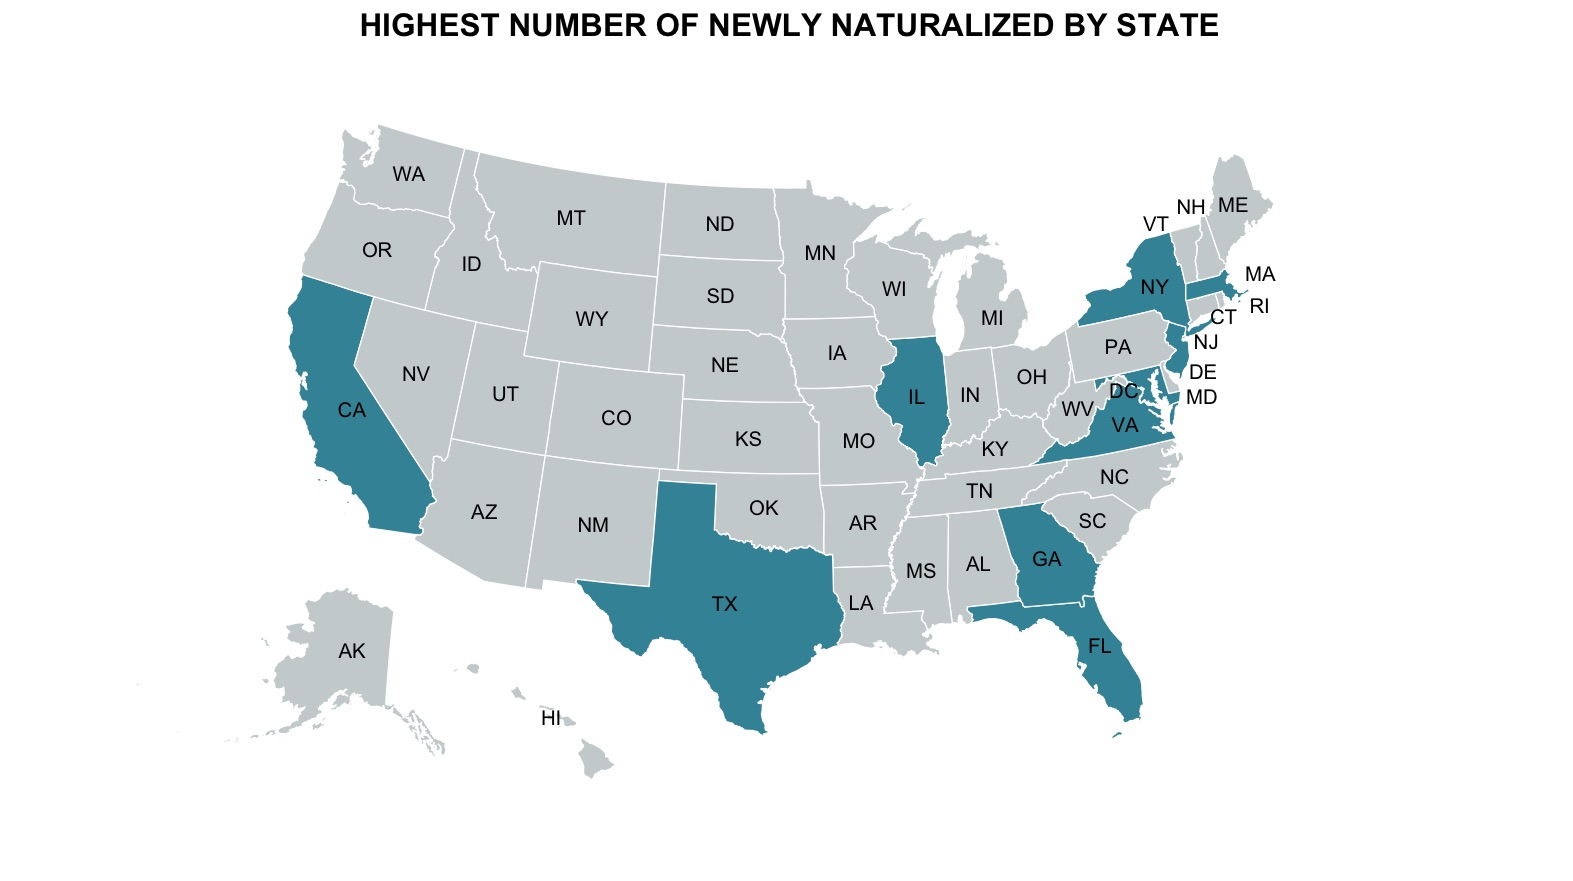 HIGHEST NUMBER OF NEWLY NATURALIZED BY STATE
WA
MT
ND
MN
OR
ID
SD
WI
WY
MI
VT
NH
ME
NY
MA
RI
CT
NJ
PA
IA
NE
NV
UT
CO
IL
IN
OH
DE
DC
MD
CA
WV
VA
KS
MO
KY
NC
TN
AZ
NM
OK
AR
SC
MS
AL
GA
TX
LA
FL
AK
HI